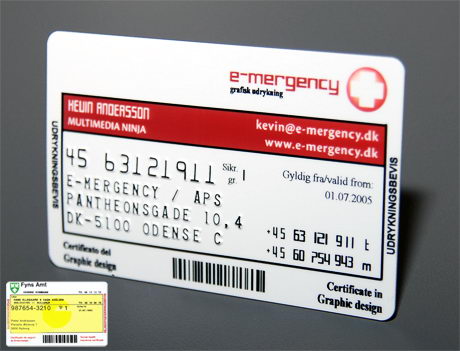 e-mergency
grafisk udrykning
KEVIN ANDERSSON
MULTIMEDIA NINJA
kevin@e-mergency.dk
www.e-mergency.dk
UDRYKNINGSBEVIS
45 63121911
Sikr. gr. 1
Gyldig fra/valid from:
01.07.2005
E-MERGENCY / APS
PANTHEONSGADE 10,4
DK-5100 ODENSE C
+45 63 121 911 t
+45 60 754 943 m
UDRYKNINGSBEVIS
Certificato del
Graphic design
Certificate in
Graphic design
Fyns Amt
987654-3210
1